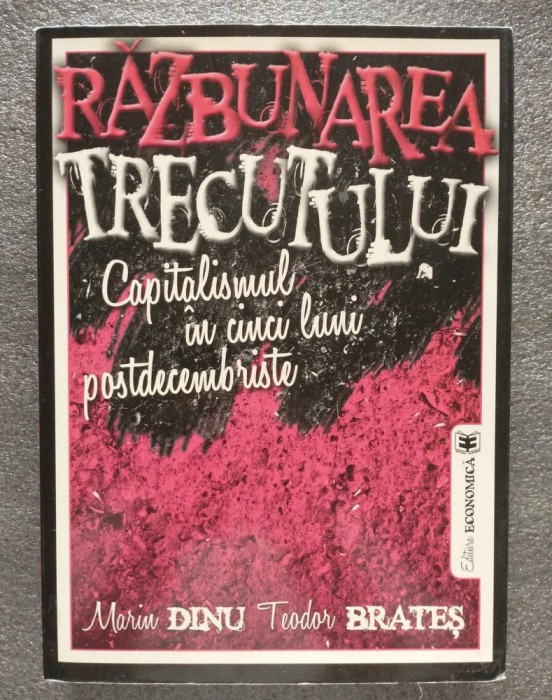 RĂZBUNAREA
TRECUTULUI
Capitalismul
în cinci luni
postdecembriste
Editura ECONOMICĂ
Marin DINU Teodor BRATEȘ